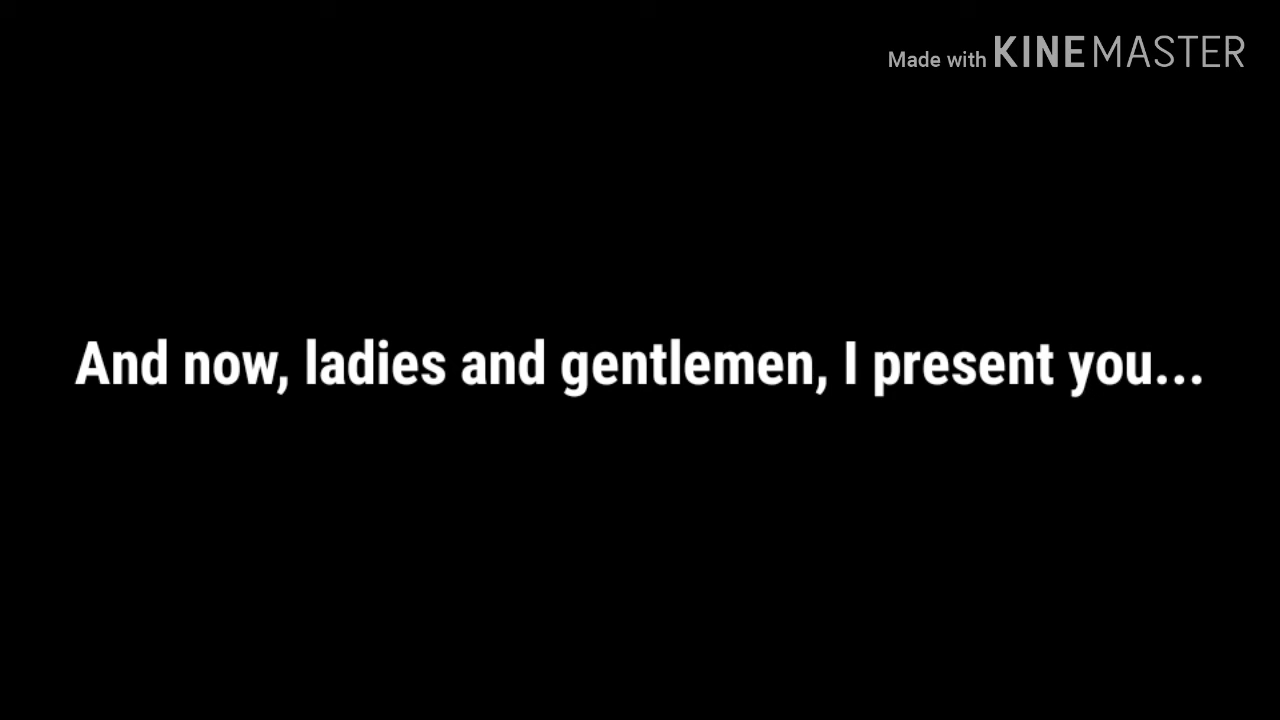 Made with KINEMASTER
And now, ladies and gentlemen, I present you...